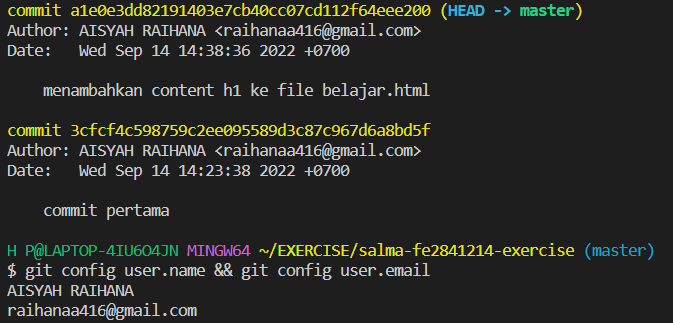 commit a1e0e3dd82191403e7cb40cc07cd112f64eee200 (HEAD -> master)
Author: AISYAH RAIHANA <raihanaa416@gmail.com>
Date:   Wed Sep 14 14:38:36 2022 +0700

    menambahkan content h1 ke file belajar.html

commit 3cfcf4c598759c2ee095589d3c87c967d6a8bd5f
Author: AISYAH RAIHANA <raihanaa416@gmail.com>
Date:   Wed Sep 14 14:23:38 2022 +0700

    commit pertama

H P@LAPTOP-4IU6O4JN MINGW64 ~/EXERCISE/salma-fe2841214-exercise (master)
$ git config user.name && git config user.email
AISYAH RAIHANA
raihanaa416@gmail.com